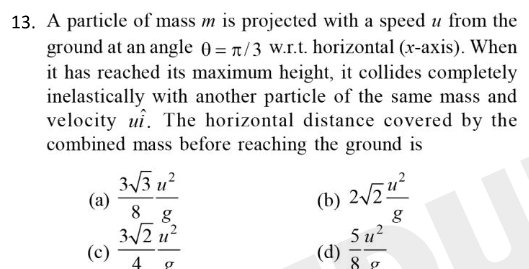 13. A particle of mass m is projected with a speed u from the
ground at an angle θ = π/3 w.r.t. horizontal (x-axis). When
it has reached its maximum height, it collides completely
inelastically with another particle of the same mass and
velocity uî. The horizontal distance covered by the
combined mass before reaching the ground is
(a) 3√3/8 u²/g (b) 2√2 u²/g
(c) 3√2/4 u²/g (d) 5/8 u²/g